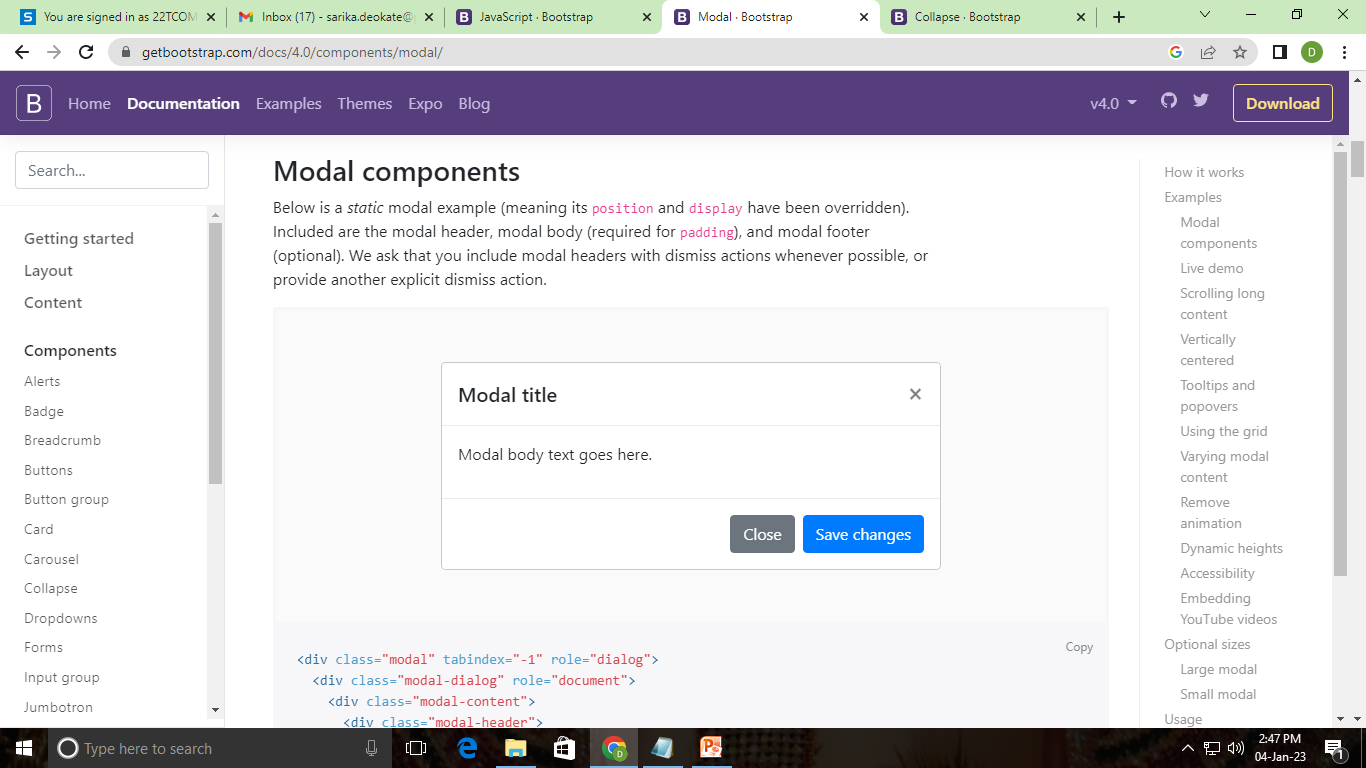 You are signed in as 22TCOM
Inbox (17) - sarika.deokate@
JavaScript · Bootstrap
Modal · Bootstrap
Collapse · Bootstrap
getbootstrap.com/docs/4.0/components/modal/
D
B
Home
Documentation
Examples
Themes
Expo
Blog
v4.0
Download
Search...
Getting started
Layout
Content
Components
Alerts
Badge
Breadcrumb
Buttons
Button group
Card
Carousel
Collapse
Dropdowns
Forms
Input group
Jumbotron
Modal components
Below is a static modal example (meaning its position and display have been overridden).
Included are the modal header, modal body (required for padding), and modal footer
(optional). We ask that you include modal headers with dismiss actions whenever possible, or
provide another explicit dismiss action.
Modal title
×
Modal body text goes here.
Close
Save changes
Copy
<div class="modal" tabindex="-1" role="dialog">
<div class="modal-dialog" role="document">
<div class="modal-content">
<div class="modal-header">
How it works
Examples
Modal
components
Live demo
Scrolling long
content
Vertically
centered
Tooltips and
popovers
Using the grid
Varying modal
content
Remove
animation
Dynamic heights
Accessibility
Embedding
YouTube videos
Optional sizes
Large modal
Small modal
Usage
Type here to search
2:47 PM
04-Jan-23
1